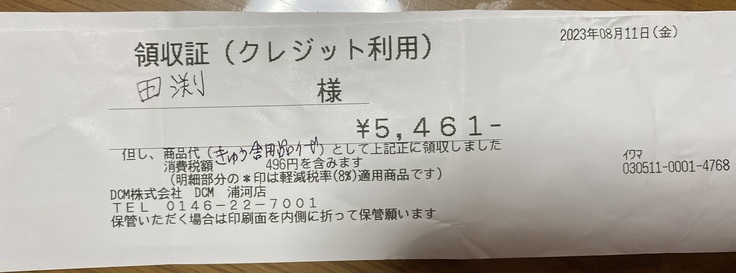 2023年08月11日(金)
領収証(クレジット利用)
田渕 様
¥5,461-
但し、商品代(きゅう舎用品)として上記正に領収しました
消費税額 496円を含みます
(明細部分の*印は軽減税率(8%)適用商品です)
イワマ
030511-0001-4768
DCM株式会社 DCM 浦河店
TEL 0146-22-7001
保管いただく場合は印刷面を内側に折って保管願います